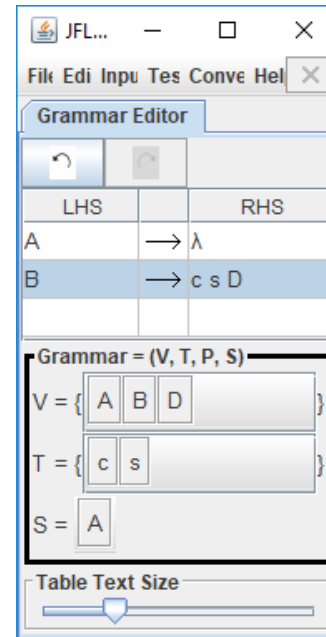 JFL...
File Edi Inpu Tes Conve Hel
Grammar Editor
LHS RHS
A → λ
B → c s D
Grammar = (V, T, P, S)
V = { A B D }
T = { c s }
S = A
Table Text Size